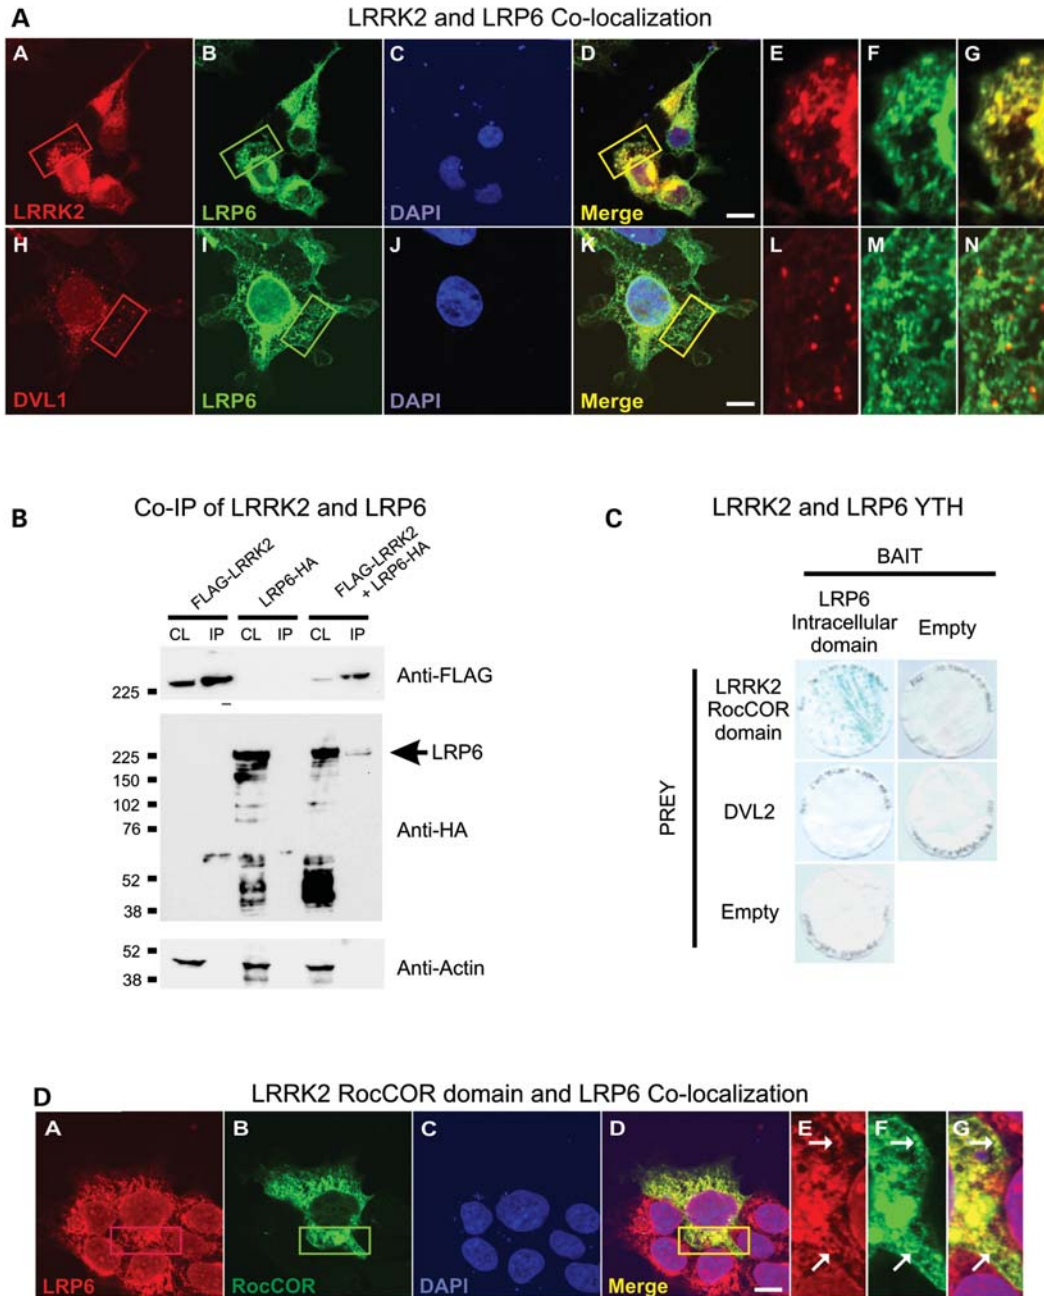 A
LRRK2 and LRP6 Co-localization
A B C D E F G
LRRK2 LRP6 DAPI Merge
H I J K L M N
DVL1 LRP6 DAPI Merge
B
Co-IP of LRRK2 and LRP6
FLAG-LRRK2
LRP6-HA
FLAG-LRRK2
+ LRP6-HA
CL IP CL IP CL IP
Anti-FLAG
225
225
150
102
76
52
38
LRP6
Anti-HA
52
38
Anti-Actin
C
LRRK2 and LRP6 YTH
BAIT
LRP6
Intracellular
domain
Empty
PREY
LRRK2
RocCOR
domain
DVL2
Empty
D
LRRK2 RocCOR domain and LRP6 Co-localization
A B C D E F G
LRP6 RocCOR DAPI Merge